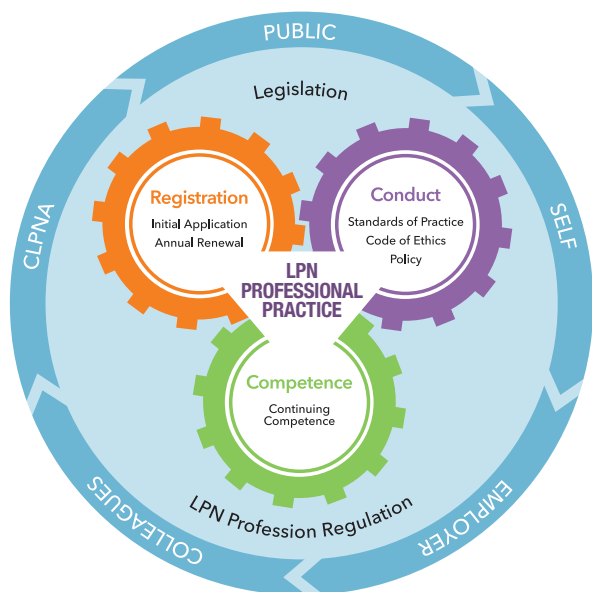 PUBLIC
Legislation
CLPNA
SELF
Registration
Initial Application
Annual Renewal
Conduct
Standards of Practice
Code of Ethics
Policy
LPN
PROFESSIONAL
PRACTICE
Competence
Continuing
Competence
LPN Profession Regulation
COLLEAGUES
EMPLOYER